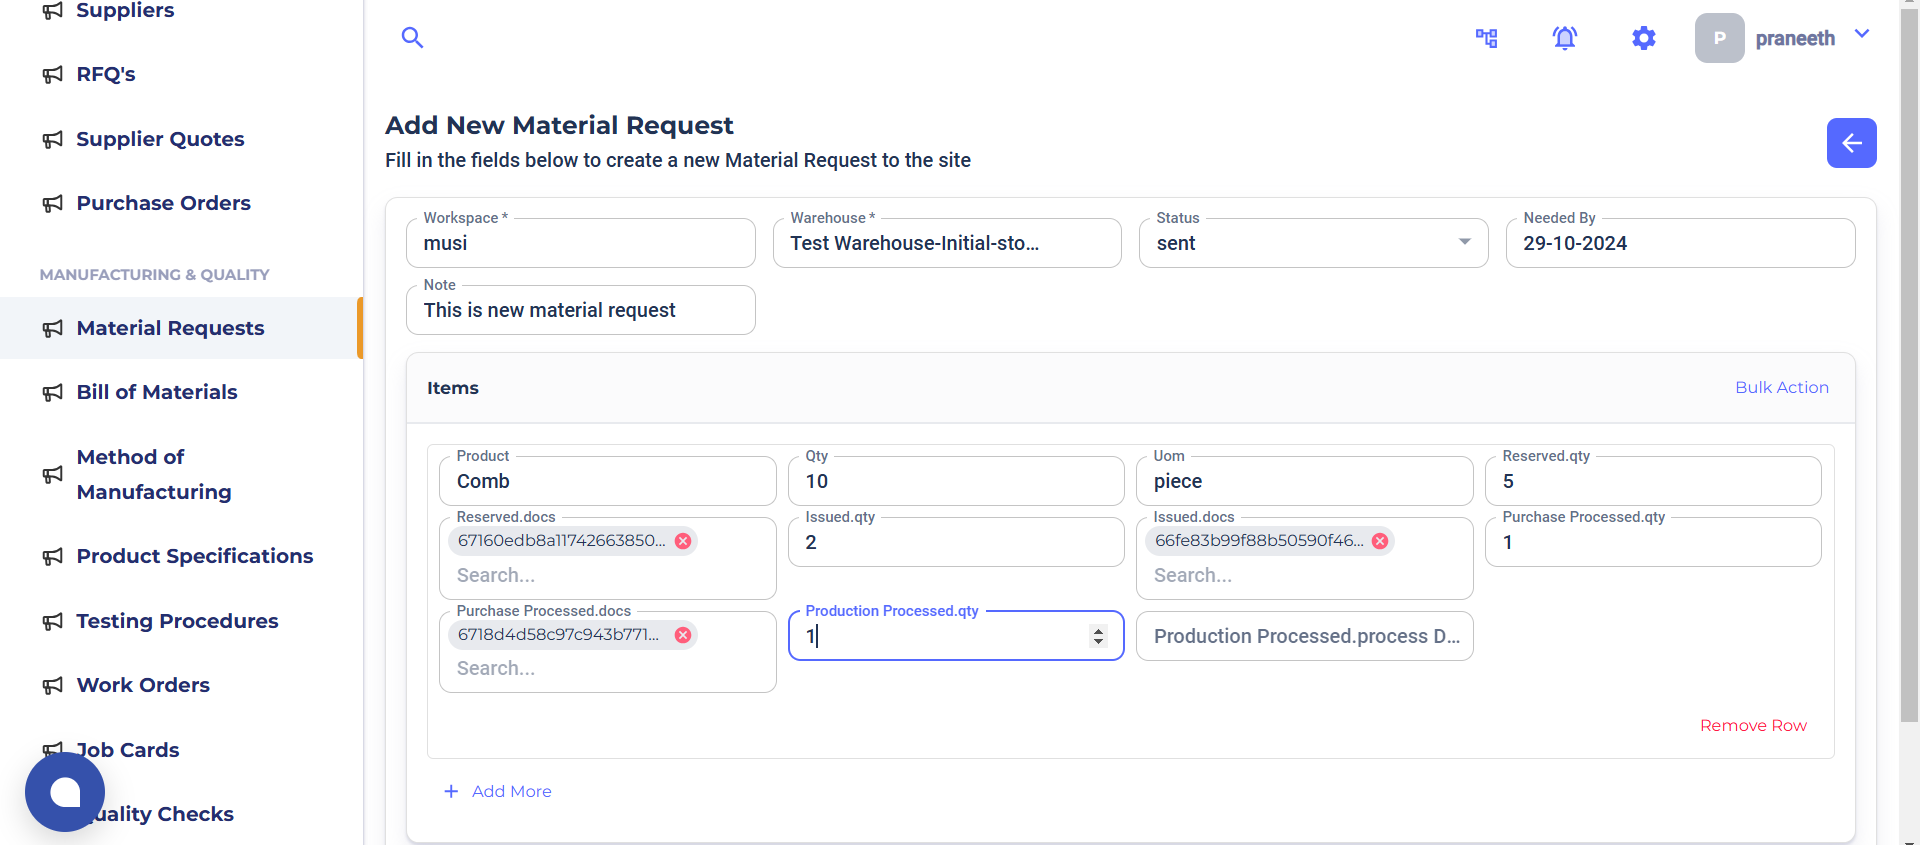 Suppliers
RFQ's
Supplier Quotes
Purchase Orders
MANUFACTURING & QUALITY
Material Requests
Bill of Materials
Method of
Manufacturing
Product Specifications
Testing Procedures
Work Orders
Job Cards
uality Checks
P praneeth
Add New Material Request
Fill in the fields below to create a new Material Request to the site
Workspace * Warehouse * Status Needed By
musi Test Warehouse-Initial-sto... sent 29-10-2024
Note
This is new material request
Items Bulk Action
Product Qty Uom Reserved.qty
Comb 10 piece 5
Reserved.docs Issued.qty Issued.docs Purchase Processed.qty
67160edb8a11742663850... 2 66fe83b99f88b50590f46... 1
Search... Search...
Purchase Processed.docs Production Processed.qty
6718d4d58c97c943b771... 1 Production Processed.process D...
Search...
Remove Row
+ Add More